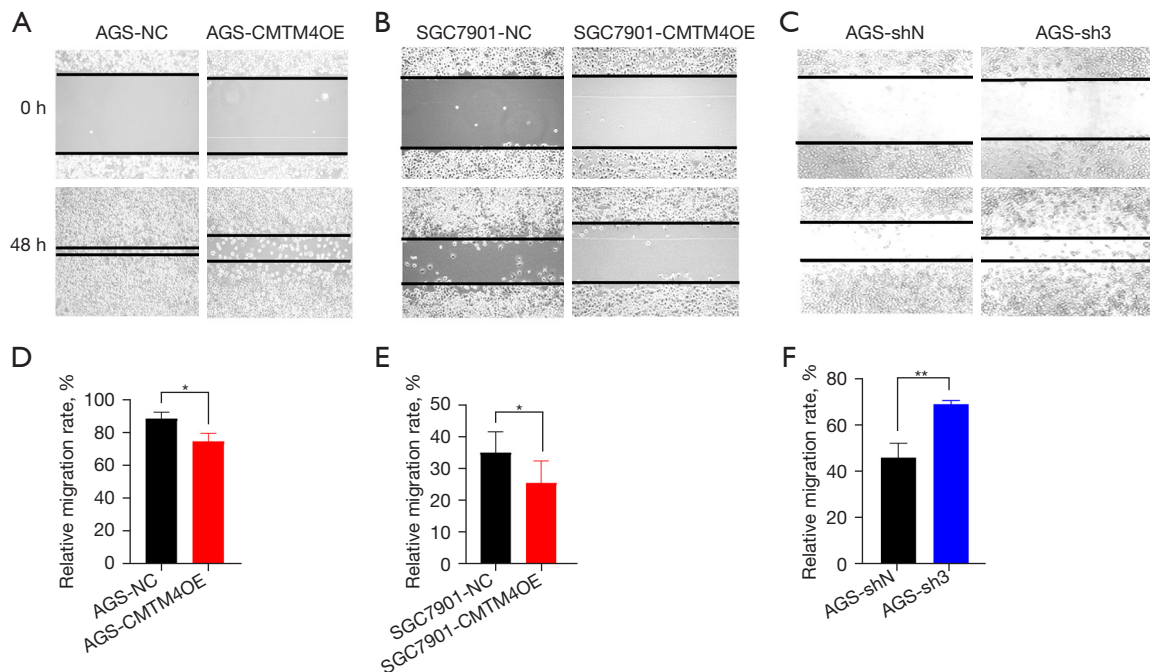 A
AGS-NC
AGS-CMTM4OE
B
SGC7901-NC
SGC7901-CMTM4OE
C
AGS-shN
AGS-sh3
0 h
48 h
D
Relative migration rate, %
100
80
60
40
20
0
*
AGS-NC
AGS-CMTM4OE
E
Relative migration rate, %
50
40
30
20
10
0
*
SGC7901-NC
SGC7901-CMTM4OE
F
Relative migration rate, %
80
60
40
20
0
**
AGS-shN
AGS-sh3